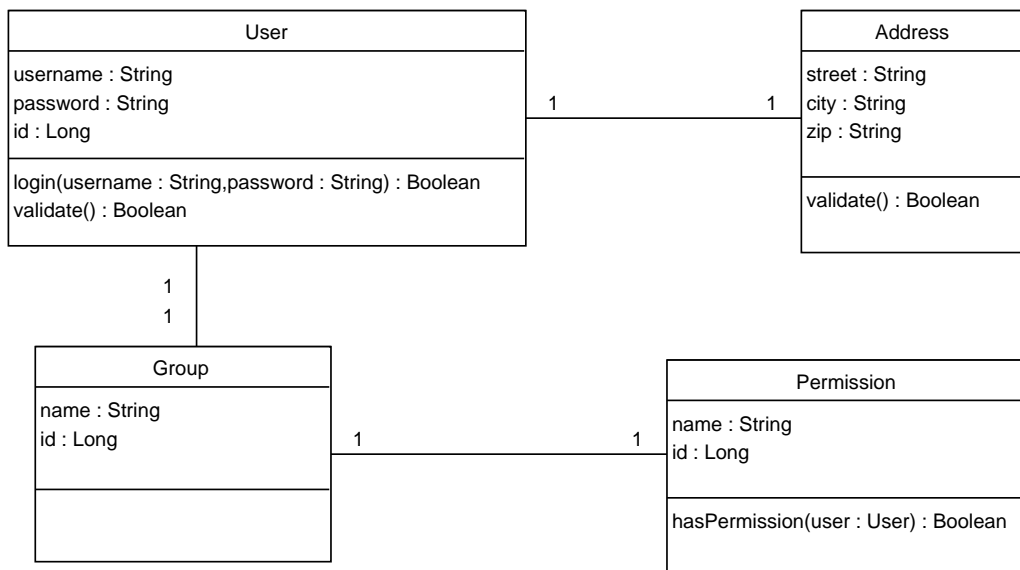 User
username : String
password : String
id : Long
login(username : String,password : String) : Boolean
validate() : Boolean
1
1
Address
street : String
city : String
zip : String
validate() : Boolean
1
1
Group
name : String
id : Long
1
1
Permission
name : String
id : Long
hasPermission(user : User) : Boolean